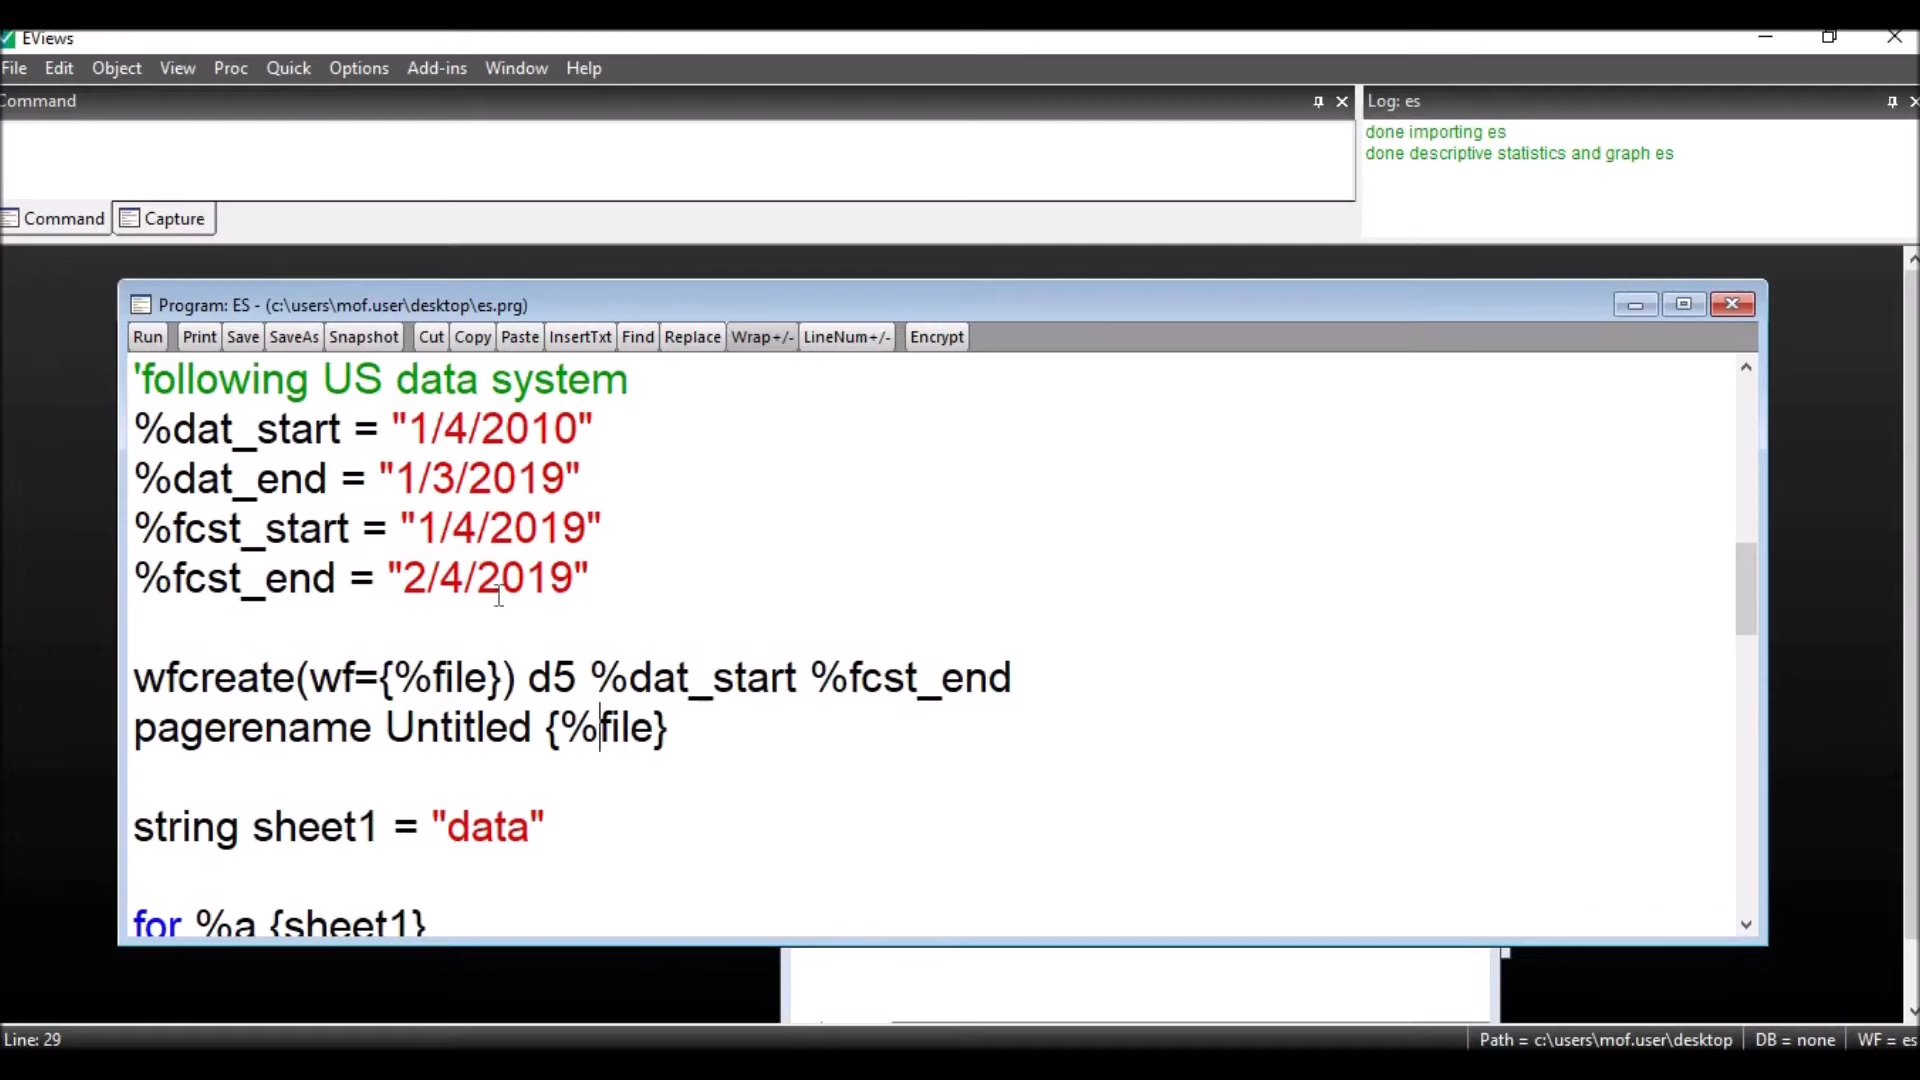 EViews
File Edit Object View Proc Quick Options Add-ins Window Help
Command
Log: es
done importing es
done descriptive statistics and graph es
Command Capture
Program: ES - (c:\users\mof.user\desktop\es.prg)
Run Print Save SaveAs Snapshot Cut Copy Paste InsertTxt Find Replace Wrap+/- LineNum+/- Encrypt
'following US data system
%dat_start = "1/4/2010"
%dat_end = "1/3/2019"
%fcst_start = "1/4/2019"
%fcst_end = "2/4/2019"
wfcreate(wf={%file}) d5 %dat_start %fcst_end
pagerename Untitled {%file}
string sheet1 = "data"
for %a {sheet1}
Line: 29
Path = c:\users\mof.user\desktop DB = none WF = es